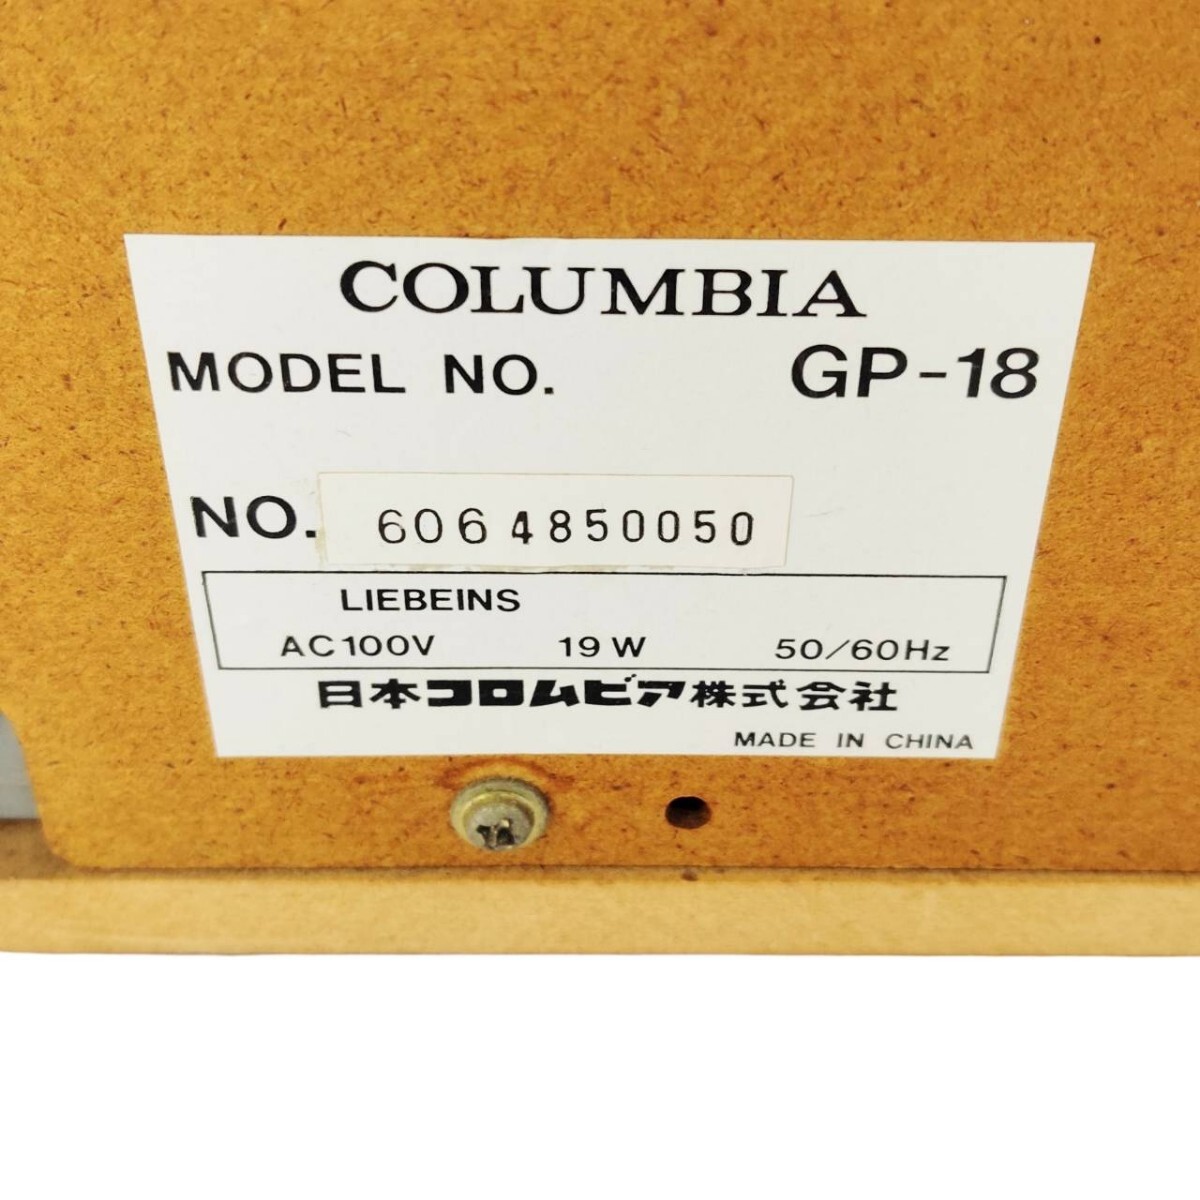 COLUMBIA
MODEL NO. GP-18
NO. 6064850050
LIEBEINS
AC100V 19W 50/60Hz
日本コロムビア株式会社
MADE IN CHINA